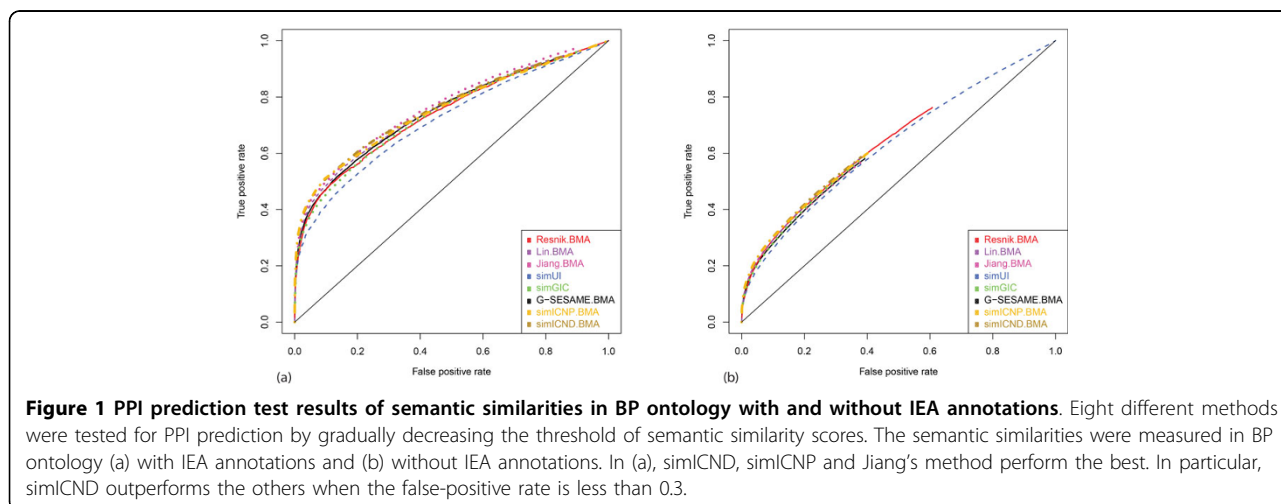 1.0
0.8
0.6
0.4
0.2
0.0
True positive rate
0.0 0.2 0.4 0.6 0.8 1.0
False positive rate
Resnik.BMA
Lin.BMA
Jiang.BMA
simUI
simGIC
G-SESAME.BMA
simICNP.BMA
simICND.BMA
(a)
1.0
0.8
0.6
0.4
0.2
0.0
True positive rate
0.0 0.2 0.4 0.6 0.8 1.0
False positive rate
Resnik.BMA
Lin.BMA
Jiang.BMA
simUI
simGIC
G-SESAME.BMA
simICNP.BMA
simICND.BMA
(b)
Figure 1 PPI prediction test results of semantic similarities in BP ontology with and without IEA annotations. Eight different methods
were tested for PPI prediction by gradually decreasing the threshold of semantic similarity scores. The semantic similarities were measured in BP
ontology (a) with IEA annotations and (b) without IEA annotations. In (a), simICND, simICNP and Jiang's method perform the best. In particular,
simICND outperforms the others when the false-positive rate is less than 0.3.